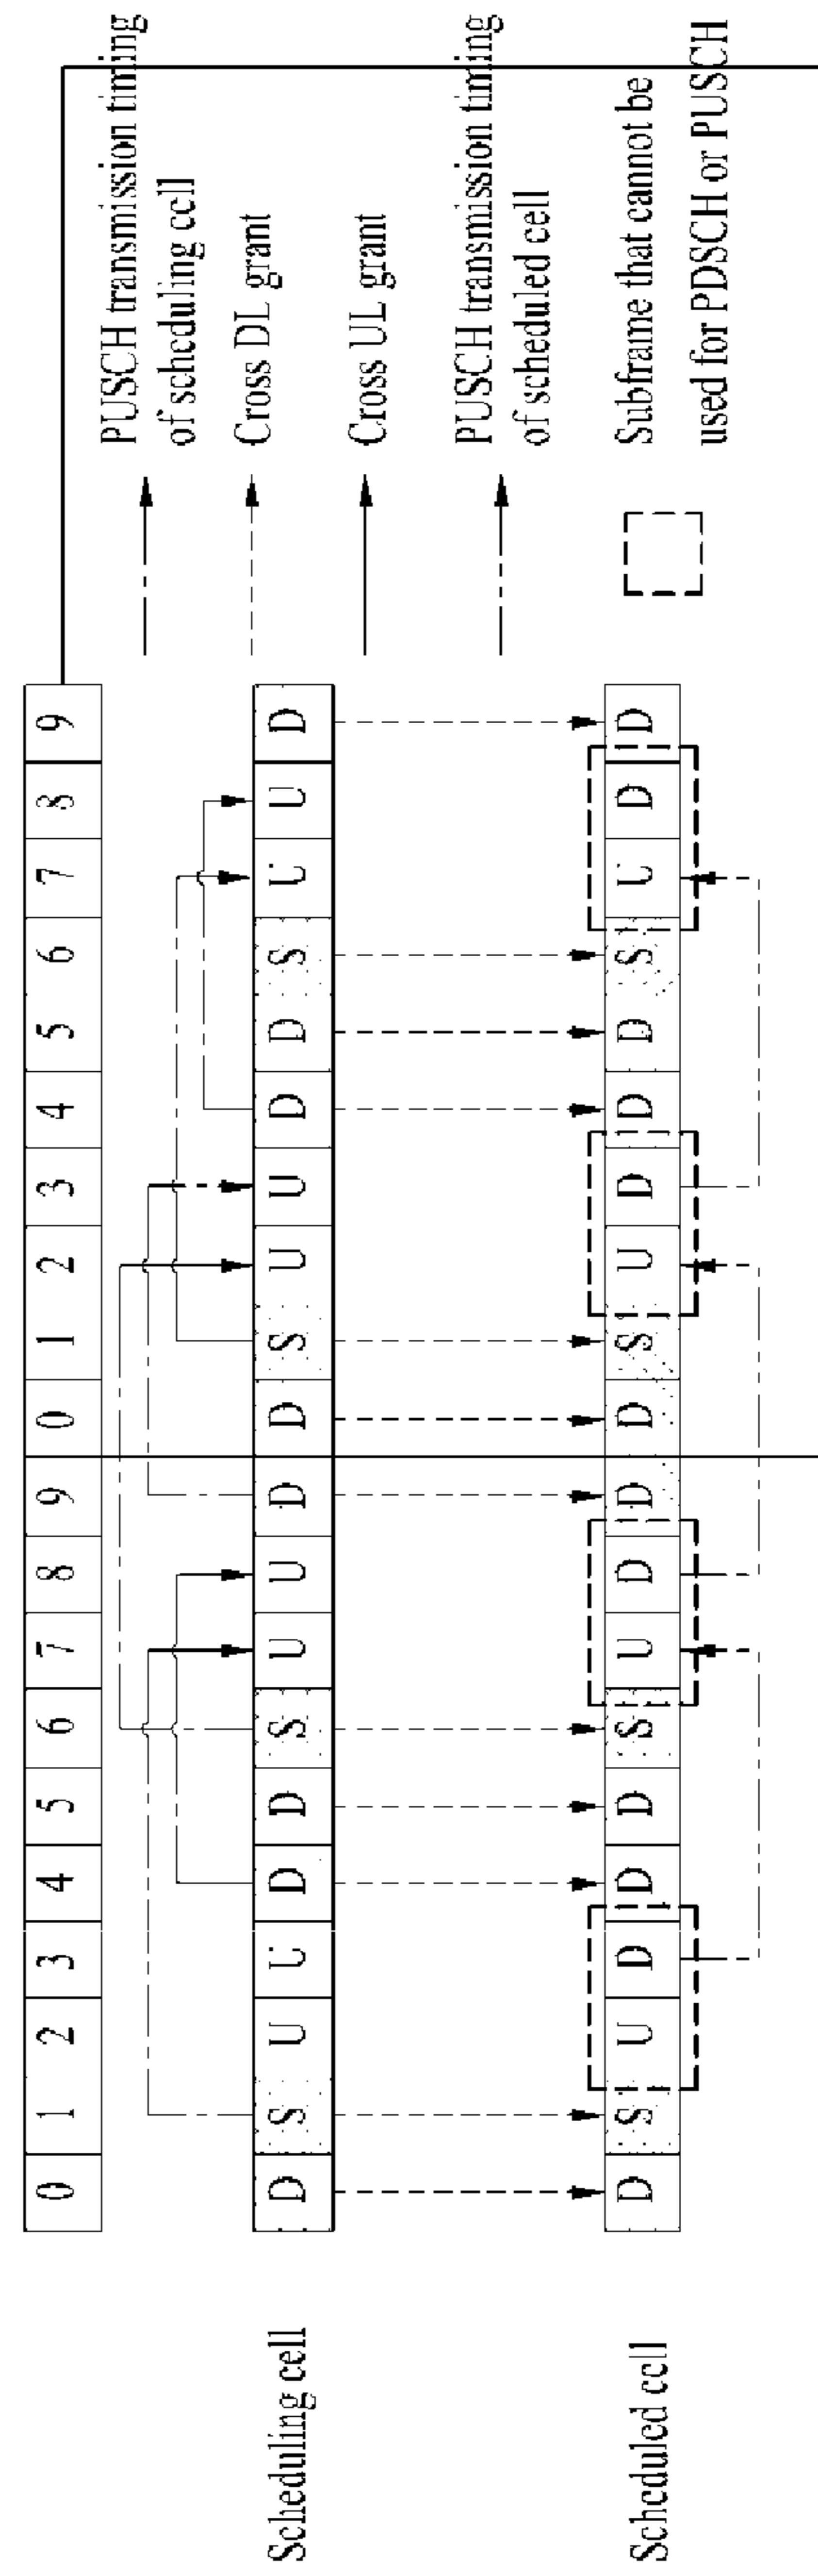 0 1 2 3 4 5 6 7 8 9 0 1 2 3 4 5 6 7 8 9
Scheduling cell
D S U U D D S U U D D S U U D D S U U D
Scheduled cell
D S U D D D S U D D D S U D D D S U D D
PUSCH transmission timing
of scheduling cell
Cross DL grant
Cross UL grant
PUSCH transmission timing
of scheduled cell
Subframe that cannot be
used for PDSCH or PUSCH